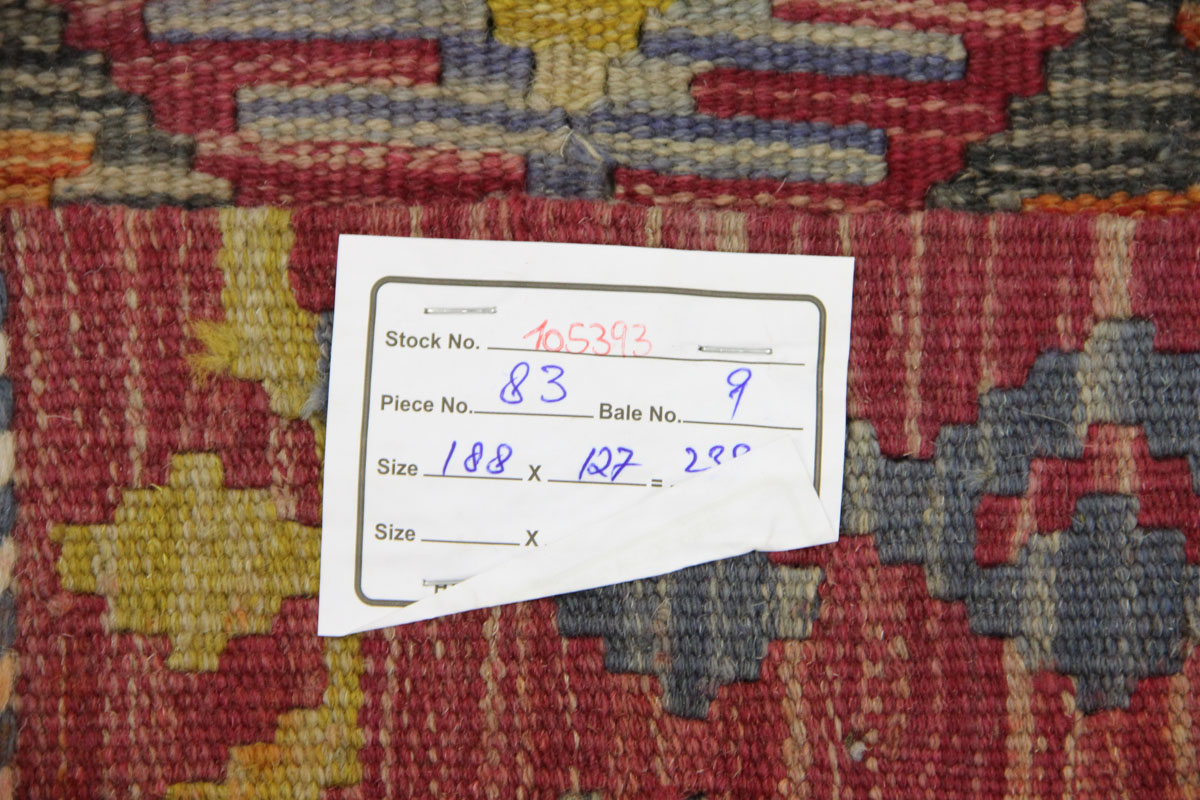 Stock No. 105393
Piece No. 83 Bale No. 9
Size 188 X 127 =
Size X